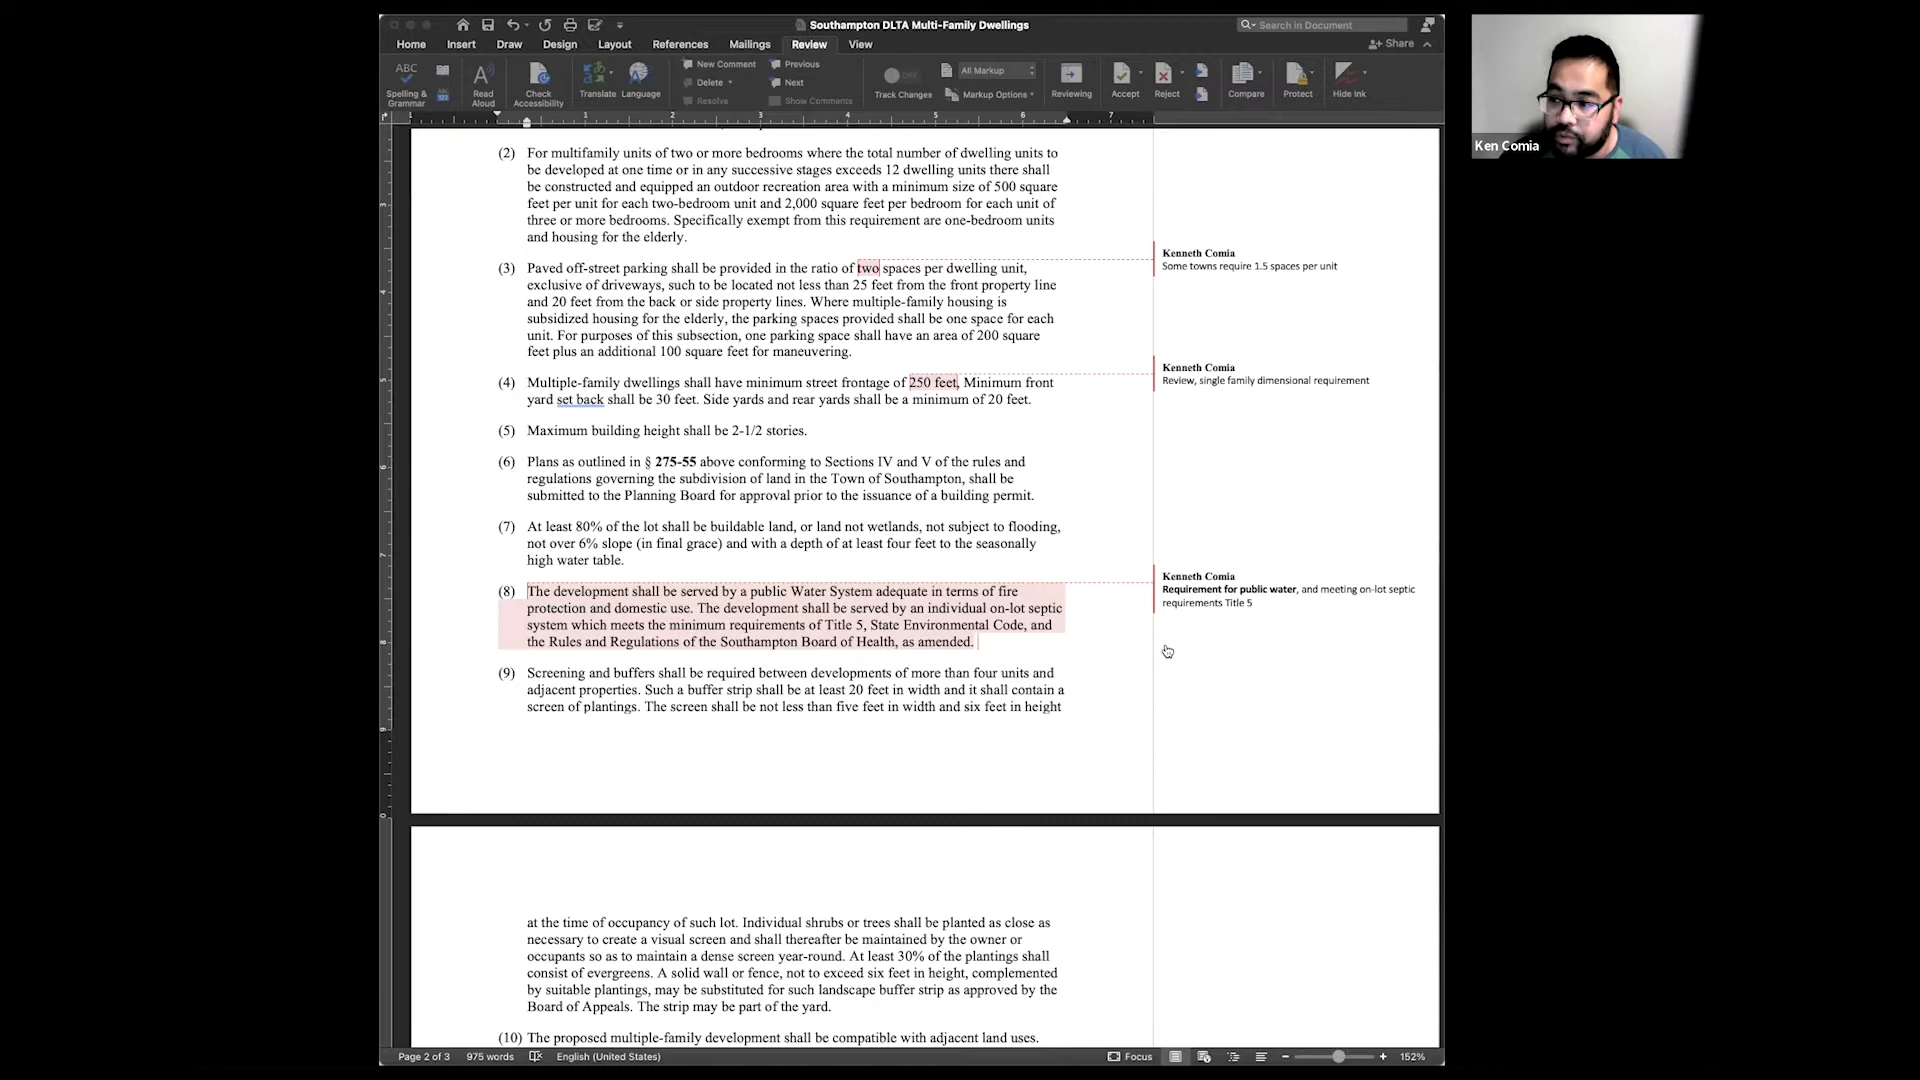 Southampton DLTA Multi-Family Dwellings
Search in Document
Home Insert Draw Design Layout References Mailings Review View
Share
ABC
Spelling & Grammar
Read Aloud
Check Accessibility
Translate
Language
New Comment
Delete
Resolve
Previous
Next
Show Comments
OFF
Track Changes
All Markup
Markup Options
Reviewing
Accept
Reject
Compare
Protect
Hide Ink
1 1 2 3 4 5 6 7
(2) For multifamily units of two or more bedrooms where the total number of dwelling units to
be developed at one time or in any successive stages exceeds 12 dwelling units there shall
be constructed and equipped an outdoor recreation area with a minimum size of 500 square
feet per unit for each two-bedroom unit and 2,000 square feet per bedroom for each unit of
three or more bedrooms. Specifically exempt from this requirement are one-bedroom units
and housing for the elderly.
(3) Paved off-street parking shall be provided in the ratio of two spaces per dwelling unit,
exclusive of driveways, such to be located not less than 25 feet from the front property line
and 20 feet from the back or side property lines. Where multiple-family housing is
subsidized housing for the elderly, the parking spaces provided shall be one space for each
unit. For purposes of this subsection, one parking space shall have an area of 200 square
feet plus an additional 100 square feet for maneuvering.
(4) Multiple-family dwellings shall have minimum street frontage of 250 feet, Minimum front
yard set back shall be 30 feet. Side yards and rear yards shall be a minimum of 20 feet.
(5) Maximum building height shall be 2-1/2 stories.
(6) Plans as outlined in § 275-55 above conforming to Sections IV and V of the rules and
regulations governing the subdivision of land in the Town of Southampton, shall be
submitted to the Planning Board for approval prior to the issuance of a building permit.
(7) At least 80% of the lot shall be buildable land, or land not wetlands, not subject to flooding,
not over 6% slope (in final grace) and with a depth of at least four feet to the seasonally
high water table.
(8) The development shall be served by a public Water System adequate in terms of fire
protection and domestic use. The development shall be served by an individual on-lot septic
system which meets the minimum requirements of Title 5, State Environmental Code, and
the Rules and Regulations of the Southampton Board of Health, as amended.
(9) Screening and buffers shall be required between developments of more than four units and
adjacent properties. Such a buffer strip shall be at least 20 feet in width and it shall contain a
screen of plantings. The screen shall be not less than five feet in width and six feet in height
Kenneth Comia
Some towns require 1.5 spaces per unit
Kenneth Comia
Review, single family dimensional requirement
Kenneth Comia
Requirement for public water, and meeting on-lot septic
requirements Title 5
at the time of occupancy of such lot. Individual shrubs or trees shall be planted as close as
necessary to create a visual screen and shall thereafter be maintained by the owner or
occupants so as to maintain a dense screen year-round. At least 30% of the plantings shall
consist of evergreens. A solid wall or fence, not to exceed six feet in height, complemented
by suitable plantings, may be substituted for such landscape buffer strip as approved by the
Board of Appeals. The strip may be part of the yard.
(10) The proposed multiple-family development shall be compatible with adjacent land uses.
Page 2 of 3 975 words English (United States) Focus 152%
Ken Comia